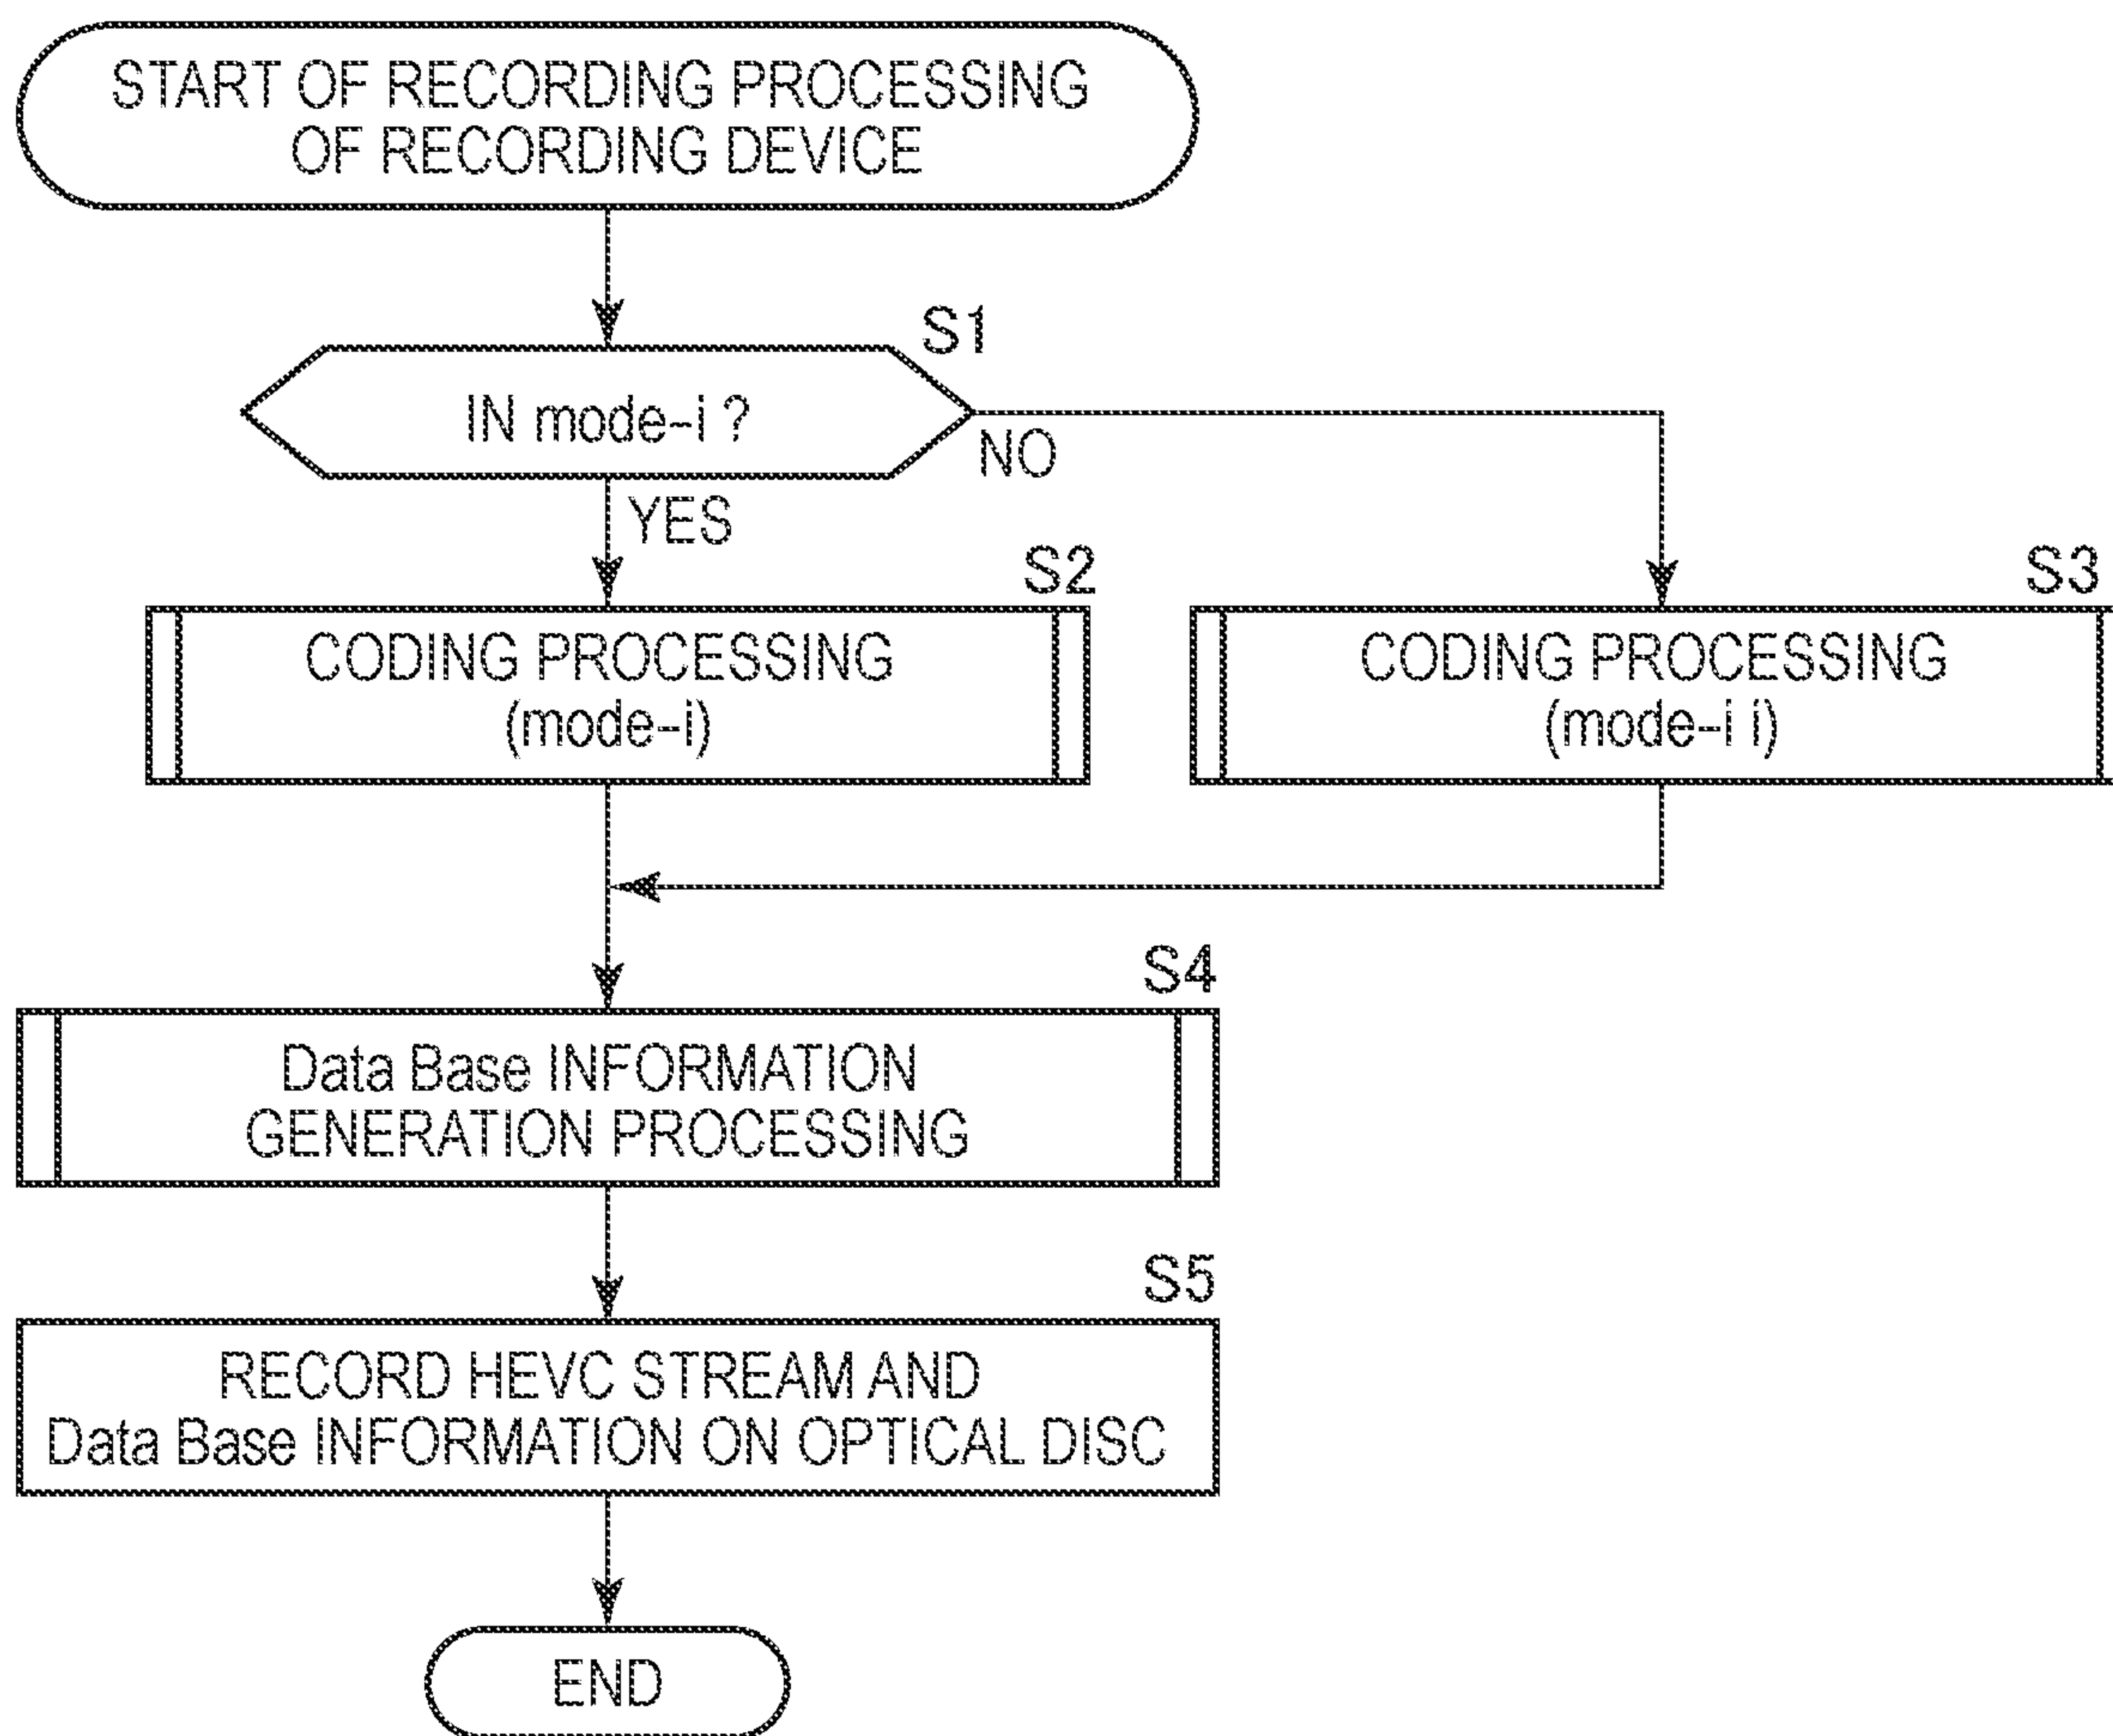 START OF RECORDING PROCESSING
OF RECORDING DEVICE
S1
IN mode-i ?
NO
YES
S2
CODING PROCESSING
(mode-i)
S3
CODING PROCESSING
(mode-i i)
S4
Data Base INFORMATION
GENERATION PROCESSING
S5
RECORD HEVC STREAM AND
Data Base INFORMATION ON OPTICAL DISC
END